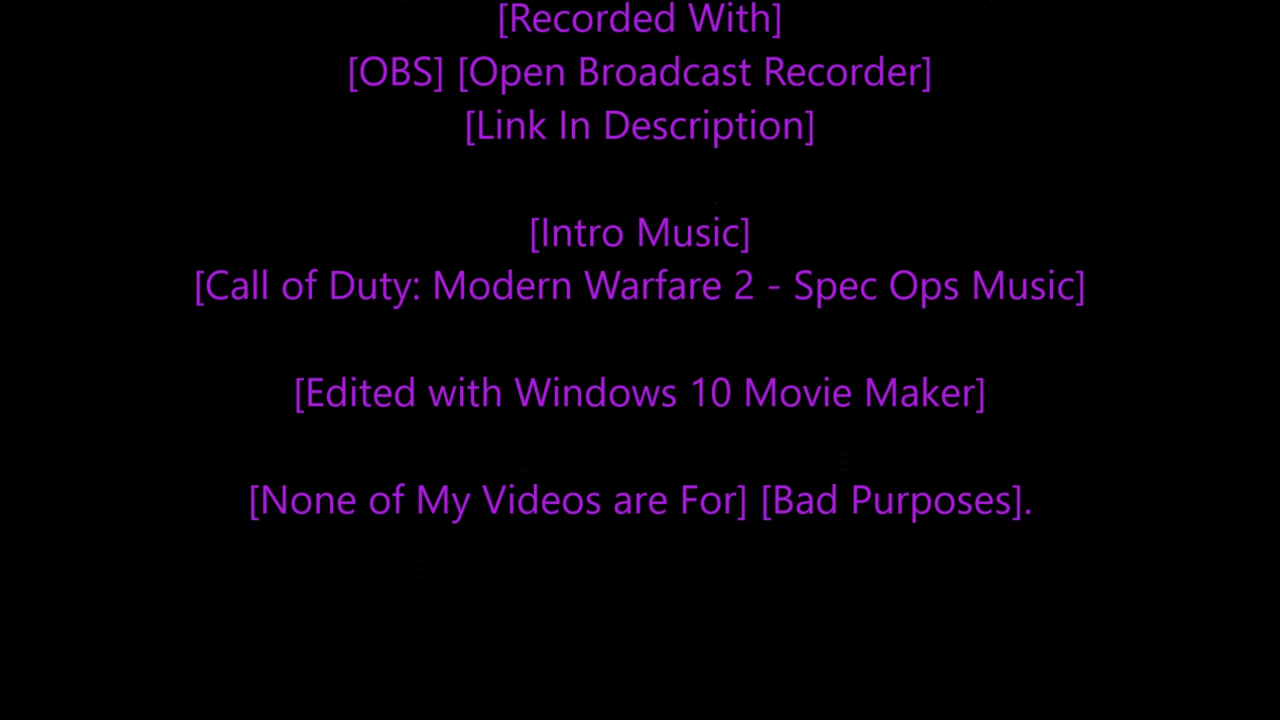 [Recorded With]
[OBS] [Open Broadcast Recorder]
[Link In Description]
[Intro Music]
[Call of Duty: Modern Warfare 2 - Spec Ops Music]
[Edited with Windows 10 Movie Maker]
[None of My Videos are For] [Bad Purposes].